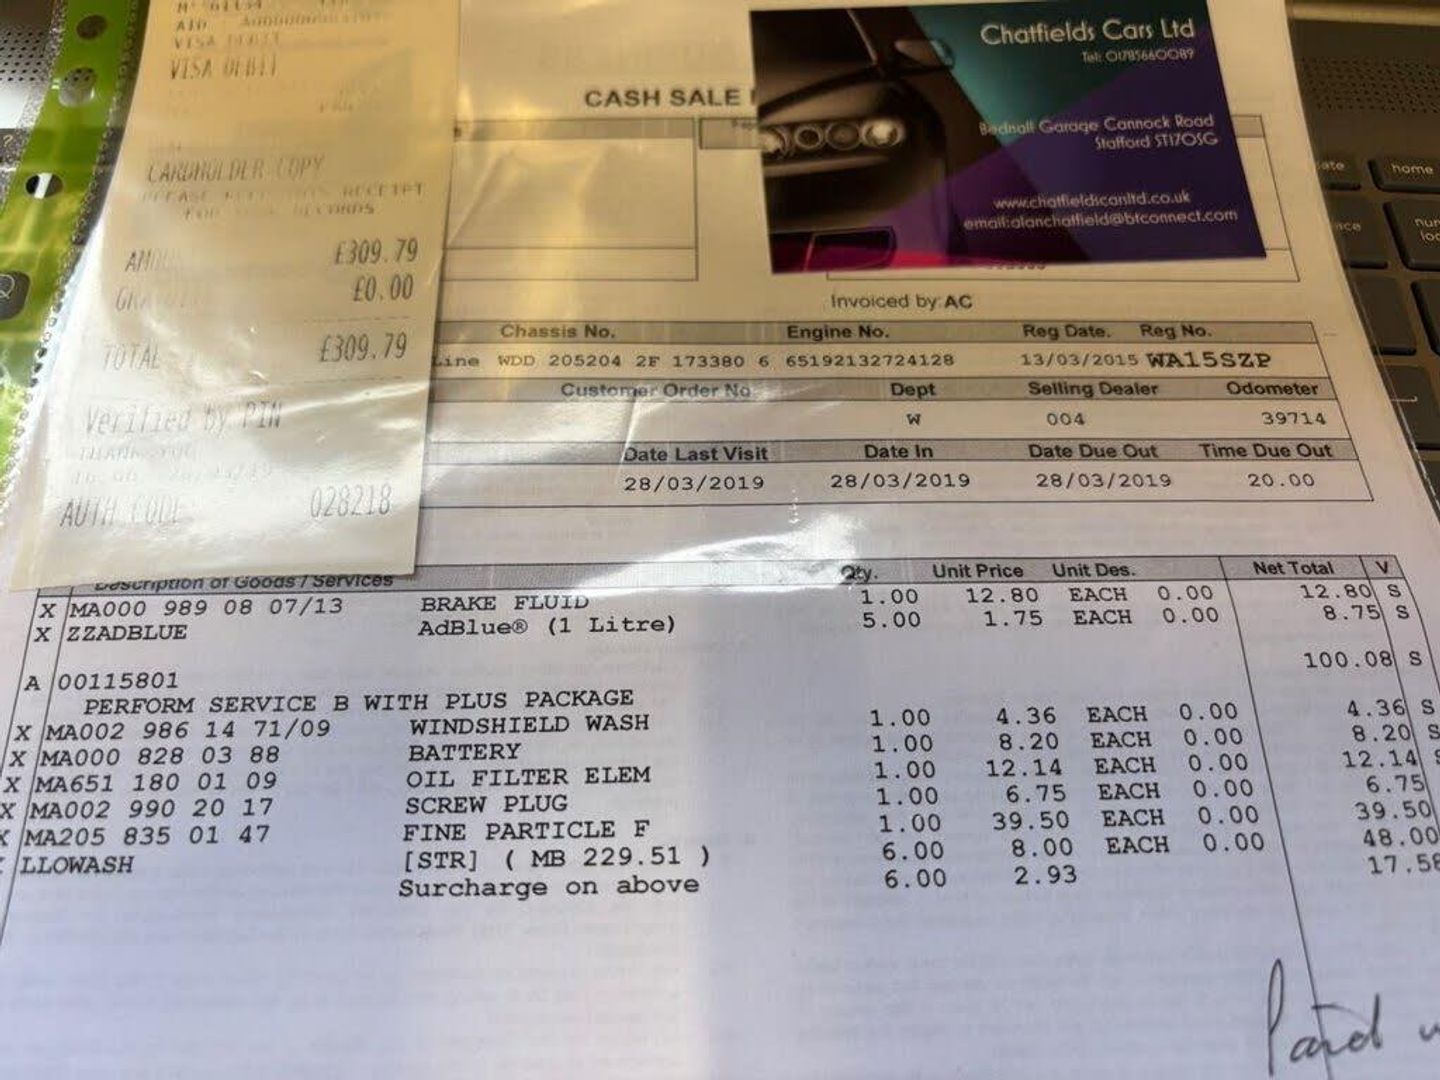 VISA DEBIT
VISA DEBIT
CARDHOLDER COPY
RECEIPT
RECORDS
£309.79
£0.00
TOTAL £309.79
Verified by PIN
AUTH CODE 028218
Chatfields Cars Ltd
Tel: 01785660089
Bednall Garage Cannock Road
Stafford ST170SG
www.chatfieldscarsltd.co.uk
email:alanchatfield@btconnect.com
CASH SALE
Invoiced by AC
Chassis No. Engine No. Reg Date. Reg No.
Line WDD 205204 2F 173380 6 65192132724128 13/03/2015 WA15SZP
Customer Order No Dept Selling Dealer Odometer
W 004 39714
Date Last Visit Date In Date Due Out Time Due Out
28/03/2019 28/03/2019 28/03/2019 20.00
Description of Goods / Services Qty. Unit Price Unit Des. Net Total V
X MA000 989 08 07/13 BRAKE FLUID 1.00 12.80 EACH 0.00 12.80 S
X ZZADBLUE AdBlue® (1 Litre) 5.00 1.75 EACH 0.00 8.75 S
100.08 S
A 00115801
PERFORM SERVICE B WITH PLUS PACKAGE
X MA002 986 14 71/09 WINDSHIELD WASH 1.00 4.36 EACH 0.00 4.36 S
X MA000 828 03 88 BATTERY 1.00 8.20 EACH 0.00 8.20 S
X MA651 180 01 09 OIL FILTER ELEM 1.00 12.14 EACH 0.00 12.14 S
X MA002 990 20 17 SCREW PLUG 1.00 6.75 EACH 0.00 6.75
X MA205 835 01 47 FINE PARTICLE F 1.00 39.50 EACH 0.00 39.50
LLOWASH [STR] ( MB 229.51 ) 6.00 8.00 EACH 0.00 48.00
Surcharge on above 6.00 2.93 17.58
Paid
home